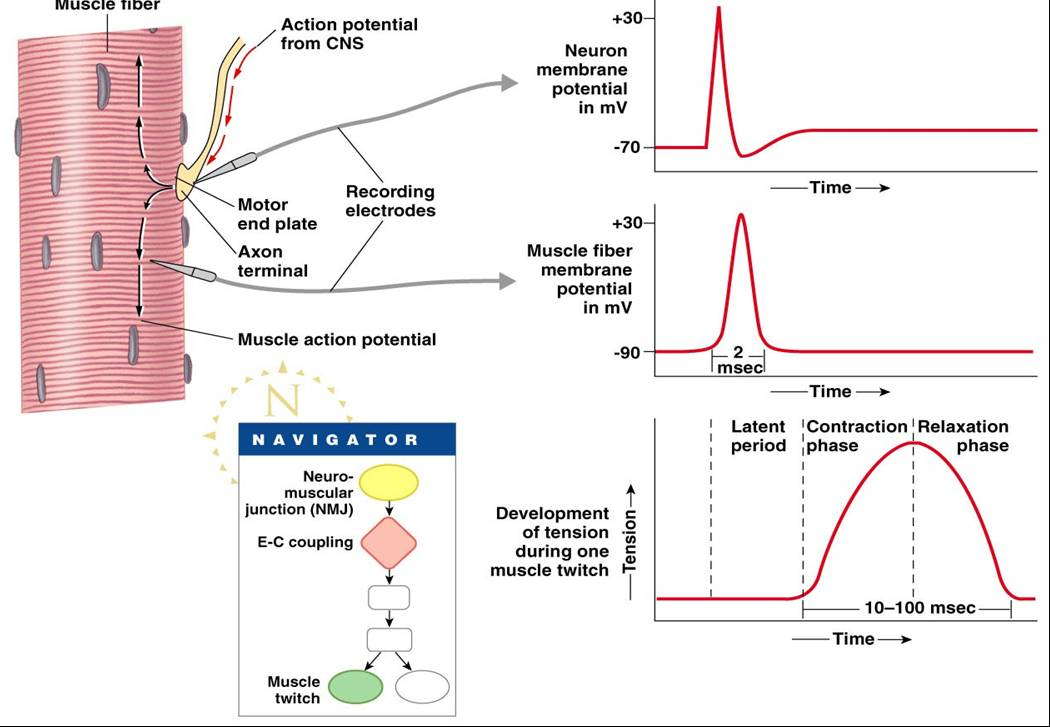 Muscle fiber
Action potential
from CNS
Motor
end plate
Axon
terminal
Recording
electrodes
Muscle action potential
+30
Neuron
membrane
potential
in mV
-70
Time
+30
Muscle fiber
membrane
potential
in mV
-90
2
msec
Time
Latent
period
Contraction
phase
Relaxation
phase
Development
of tension
during one
muscle twitch
Tension
10–100 msec
Time
N
NAVIGATOR
Neuro-
muscular
junction (NMJ)
E-C coupling
Muscle
twitch